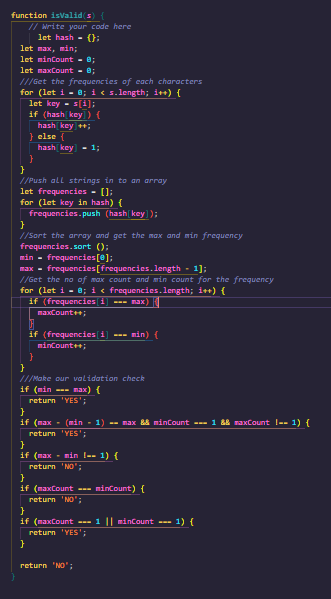 function isValid(s) {
// Write your code here
let hash = {};
let max, min;
let minCount = 0;
let maxCount = 0;
///Get the frequencies of each characters
for (let i = 0; i < s.length; i++) {
let key = s[i];
if (hash[key]) {
hash[key]++;
} else {
hash[key] = 1;
}
}
//Push all strings in to an array
let frequencies = [];
for (let key in hash) {
frequencies.push (hash[key]);
}
//Sort the array and get the max and min frequency
frequencies.sort ();
min = frequencies[0];
max = frequencies[frequencies.length - 1];
//Get the no of max count and min count for the frequency
for (let i = 0; i < frequencies.length; i++) {
if (frequencies[i] === max) {
maxCount++;
}
if (frequencies[i] === min) {
minCount++;
}
}
///Make our validation check
if (min === max) {
return 'YES';
}
if (max - (min - 1) == max && minCount === 1 && maxCount !== 1) {
return 'YES';
}
if (max - min !== 1) {
return 'NO';
}
if (maxCount === minCount) {
return 'NO';
}
if (maxCount === 1 || minCount === 1) {
return 'YES';
}
return 'NO';
}